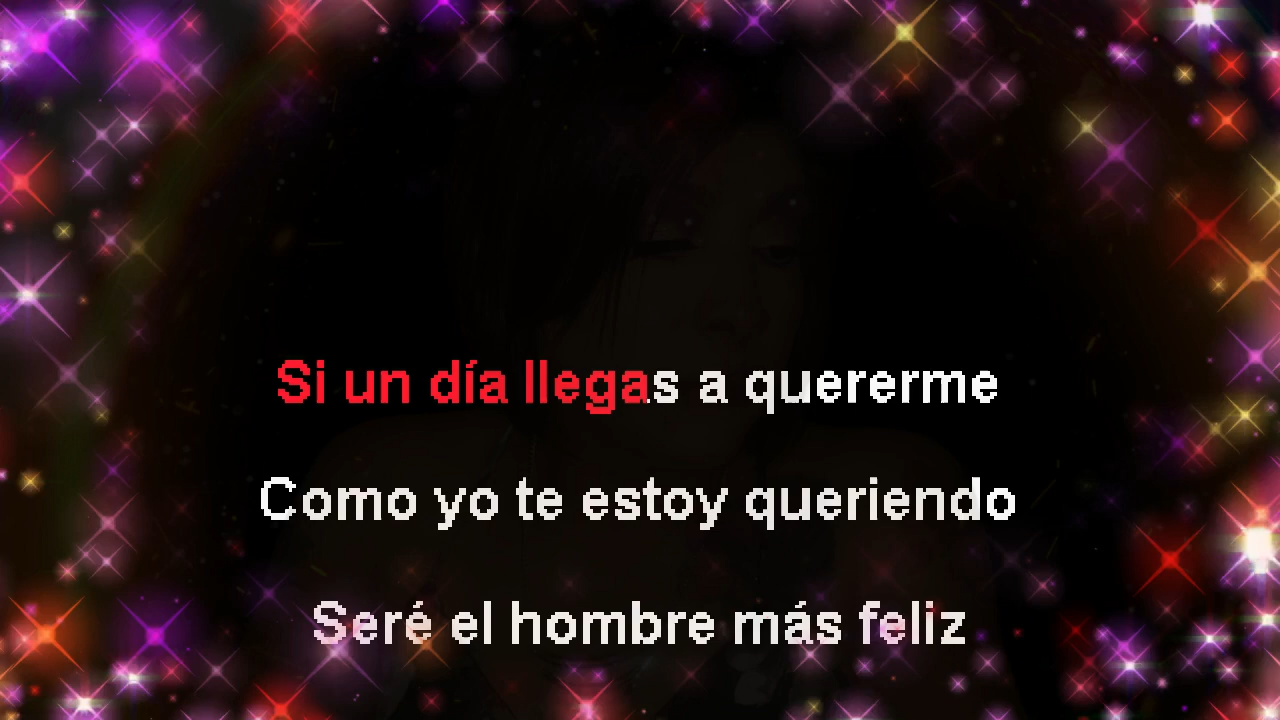 Si un día llegas a quererme
Como yo te estoy queriendo
Seré el hombre más feliz